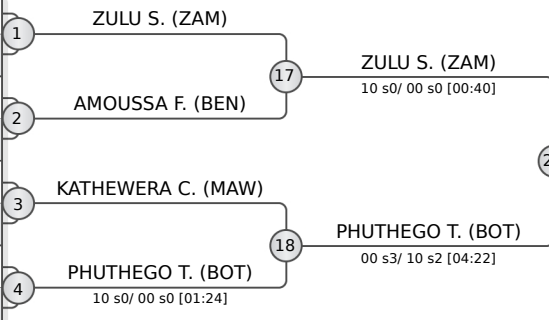 1
ZULU S. (ZAM)
17
ZULU S. (ZAM)
10 s0/ 00 s0 [00:40]
2
AMOUSSA F. (BEN)
3
KATHEWERA C. (MAW)
18
PHUTHEGO T. (BOT)
00 s3/ 10 s2 [04:22]
4
PHUTHEGO T. (BOT)
10 s0/ 00 s0 [01:24]